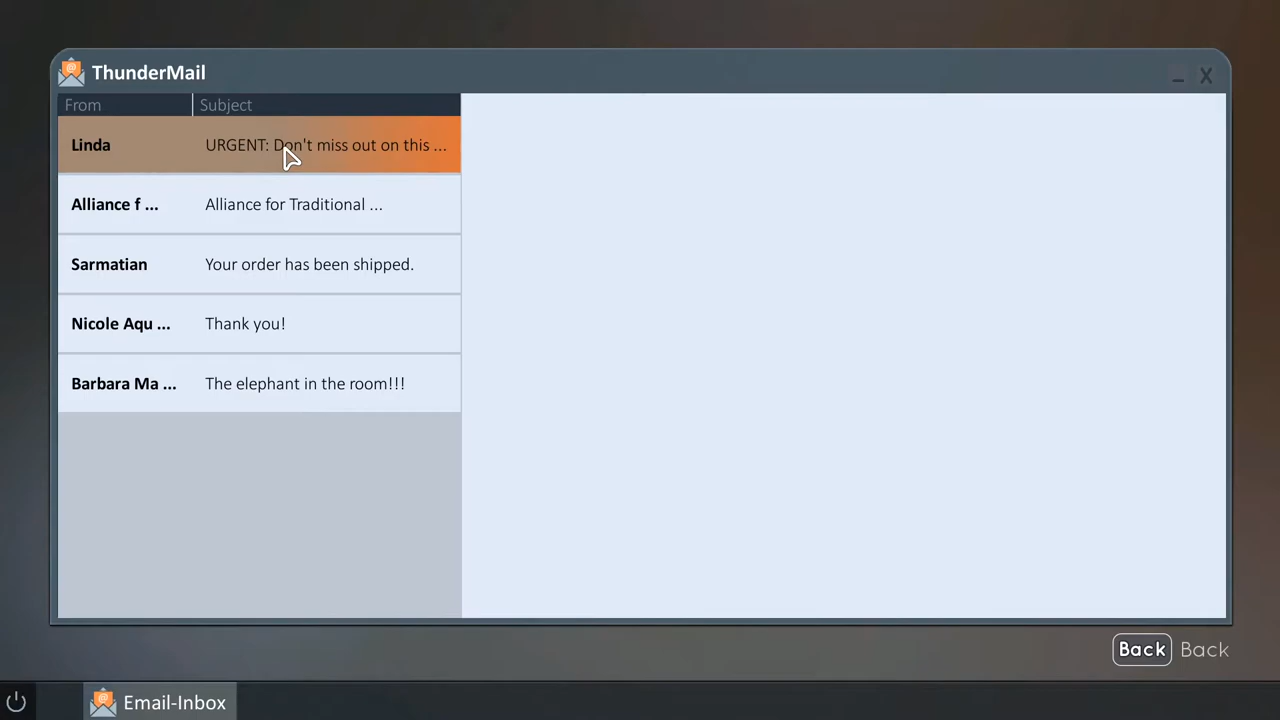 ThunderMail
From Subject
Linda URGENT: Don't miss out on this ...
Alliance f ... Alliance for Traditional ...
Sarmatian Your order has been shipped.
Nicole Aqu ... Thank you!
Barbara Ma ... The elephant in the room!!!
Back Back
Email-Inbox